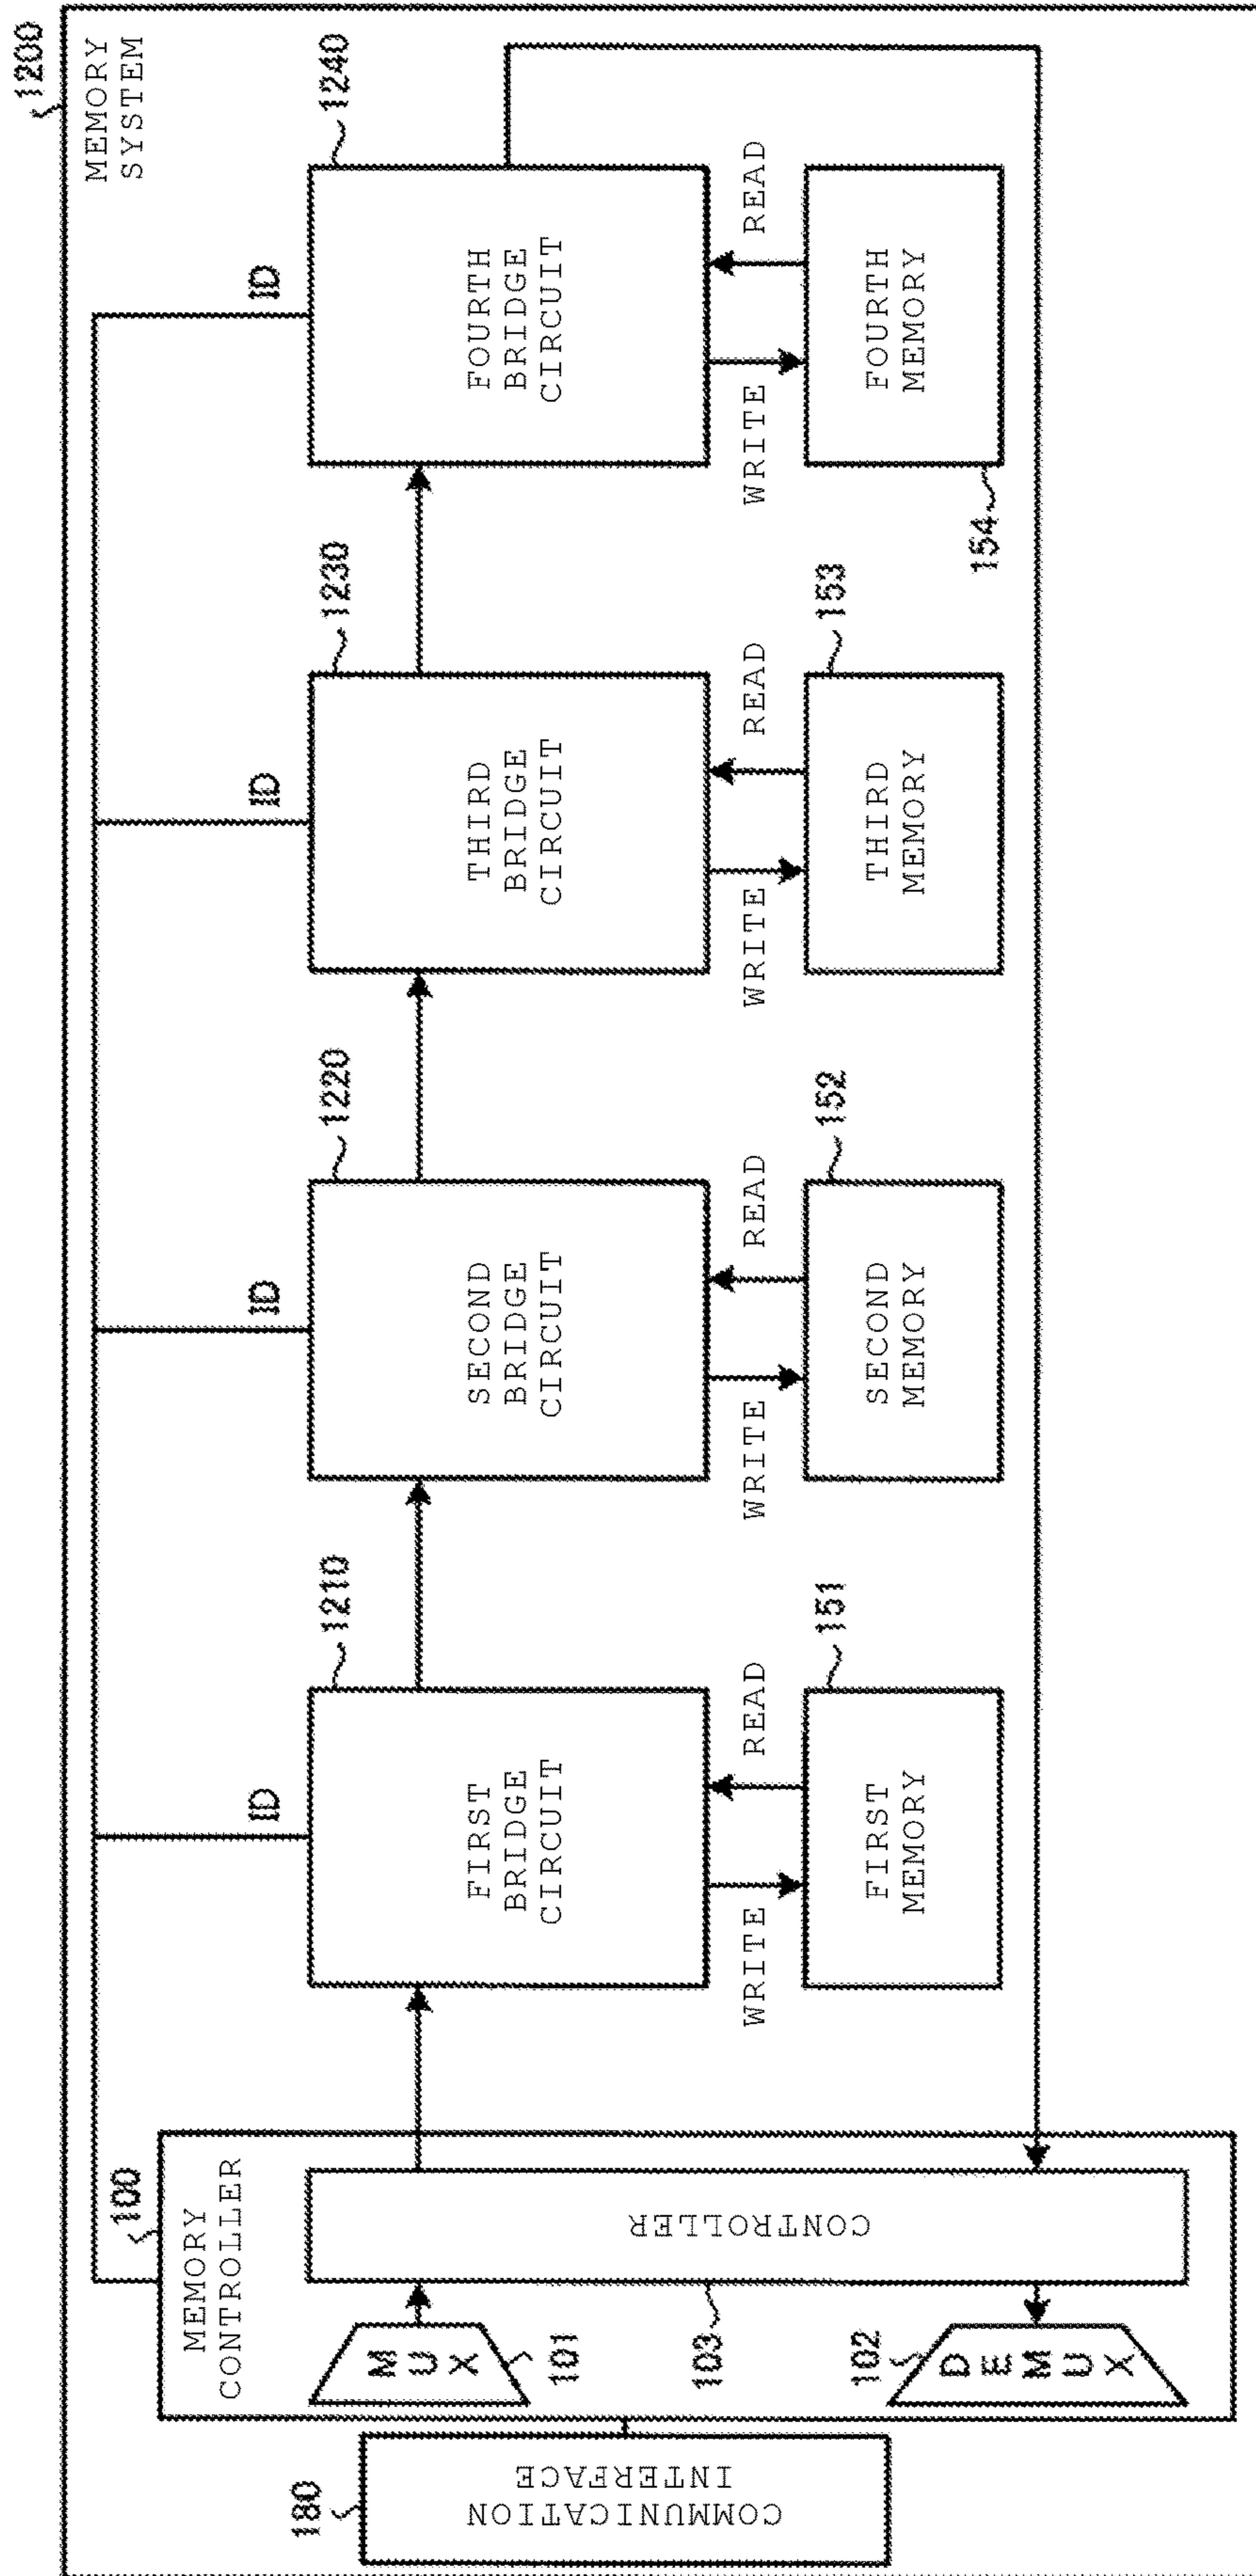 1200
MEMORY
SYSTEM
100
MEMORY
CONTROLLER
ID
ID
ID
ID
1210
1220
1230
1240
180
COMMUNICATION
INTERFACE
MUX
101
CONTROLLER
103
102
DEMUX
FIRST
BRIDGE
CIRCUIT
SECOND
BRIDGE
CIRCUIT
THIRD
BRIDGE
CIRCUIT
FOURTH
BRIDGE
CIRCUIT
WRITE
READ
WRITE
READ
WRITE
READ
WRITE
READ
151
152
153
154
FIRST
MEMORY
SECOND
MEMORY
THIRD
MEMORY
FOURTH
MEMORY